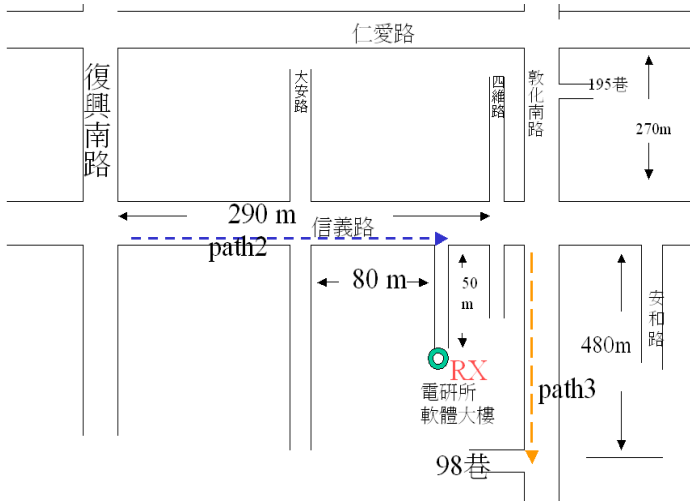 仁愛路
復興南路
大安路
四維路
敦化南路
195巷
270m
290 m
信義路
path2
80 m
50
m
安和路
480m
RX
電研所
軟體大樓
path3
98巷